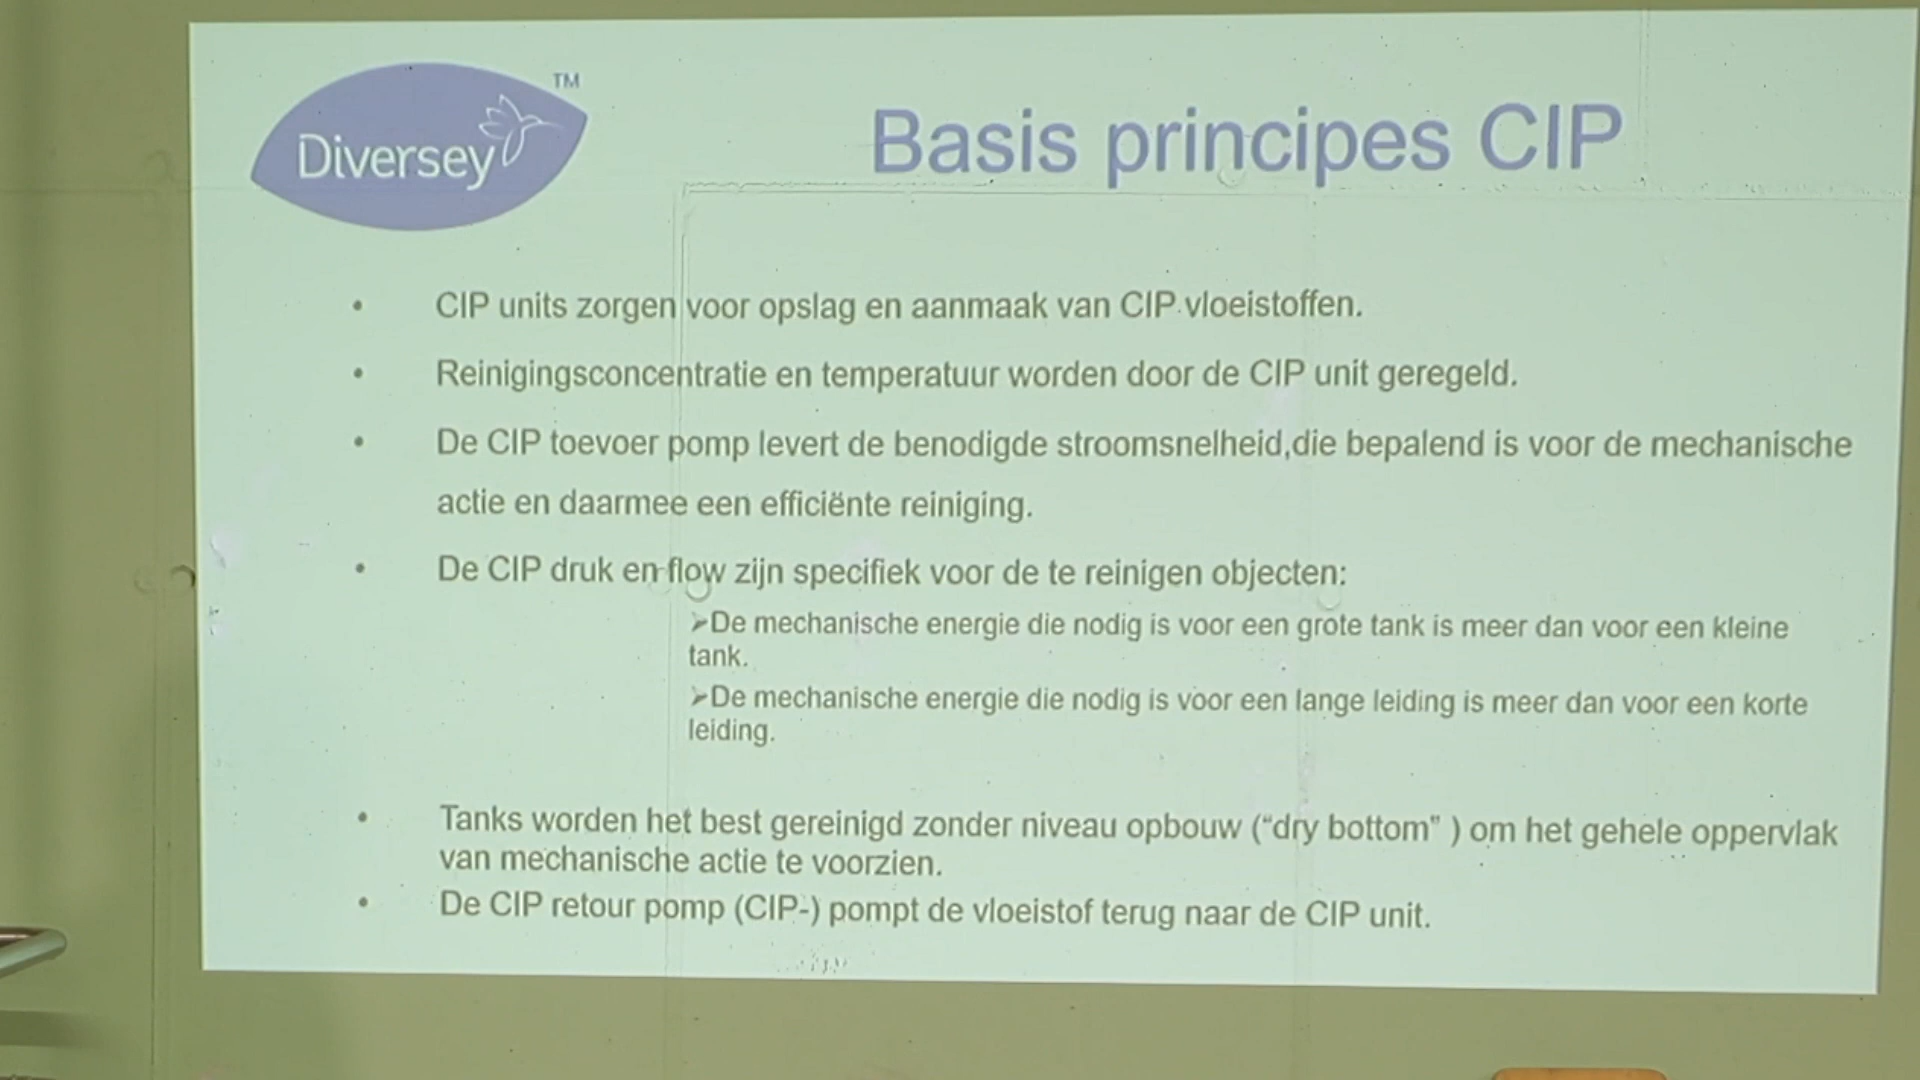 Diversey™
Basis principes CIP
• CIP units zorgen voor opslag en aanmaak van CIP vloeistoffen.
• Reinigingsconcentratie en temperatuur worden door de CIP unit geregeld.
• De CIP toevoer pomp levert de benodigde stroomsnelheid,die bepalend is voor de mechanische
actie en daarmee een efficiënte reiniging.
• De CIP druk en flow zijn specifiek voor de te reinigen objecten:
➢De mechanische energie die nodig is voor een grote tank is meer dan voor een kleine
tank.
➢De mechanische energie die nodig is voor een lange leiding is meer dan voor een korte
leiding.
• Tanks worden het best gereinigd zonder niveau opbouw (“dry bottom” ) om het gehele oppervlak
van mechanische actie te voorzien.
• De CIP retour pomp (CIP-) pompt de vloeistof terug naar de CIP unit.